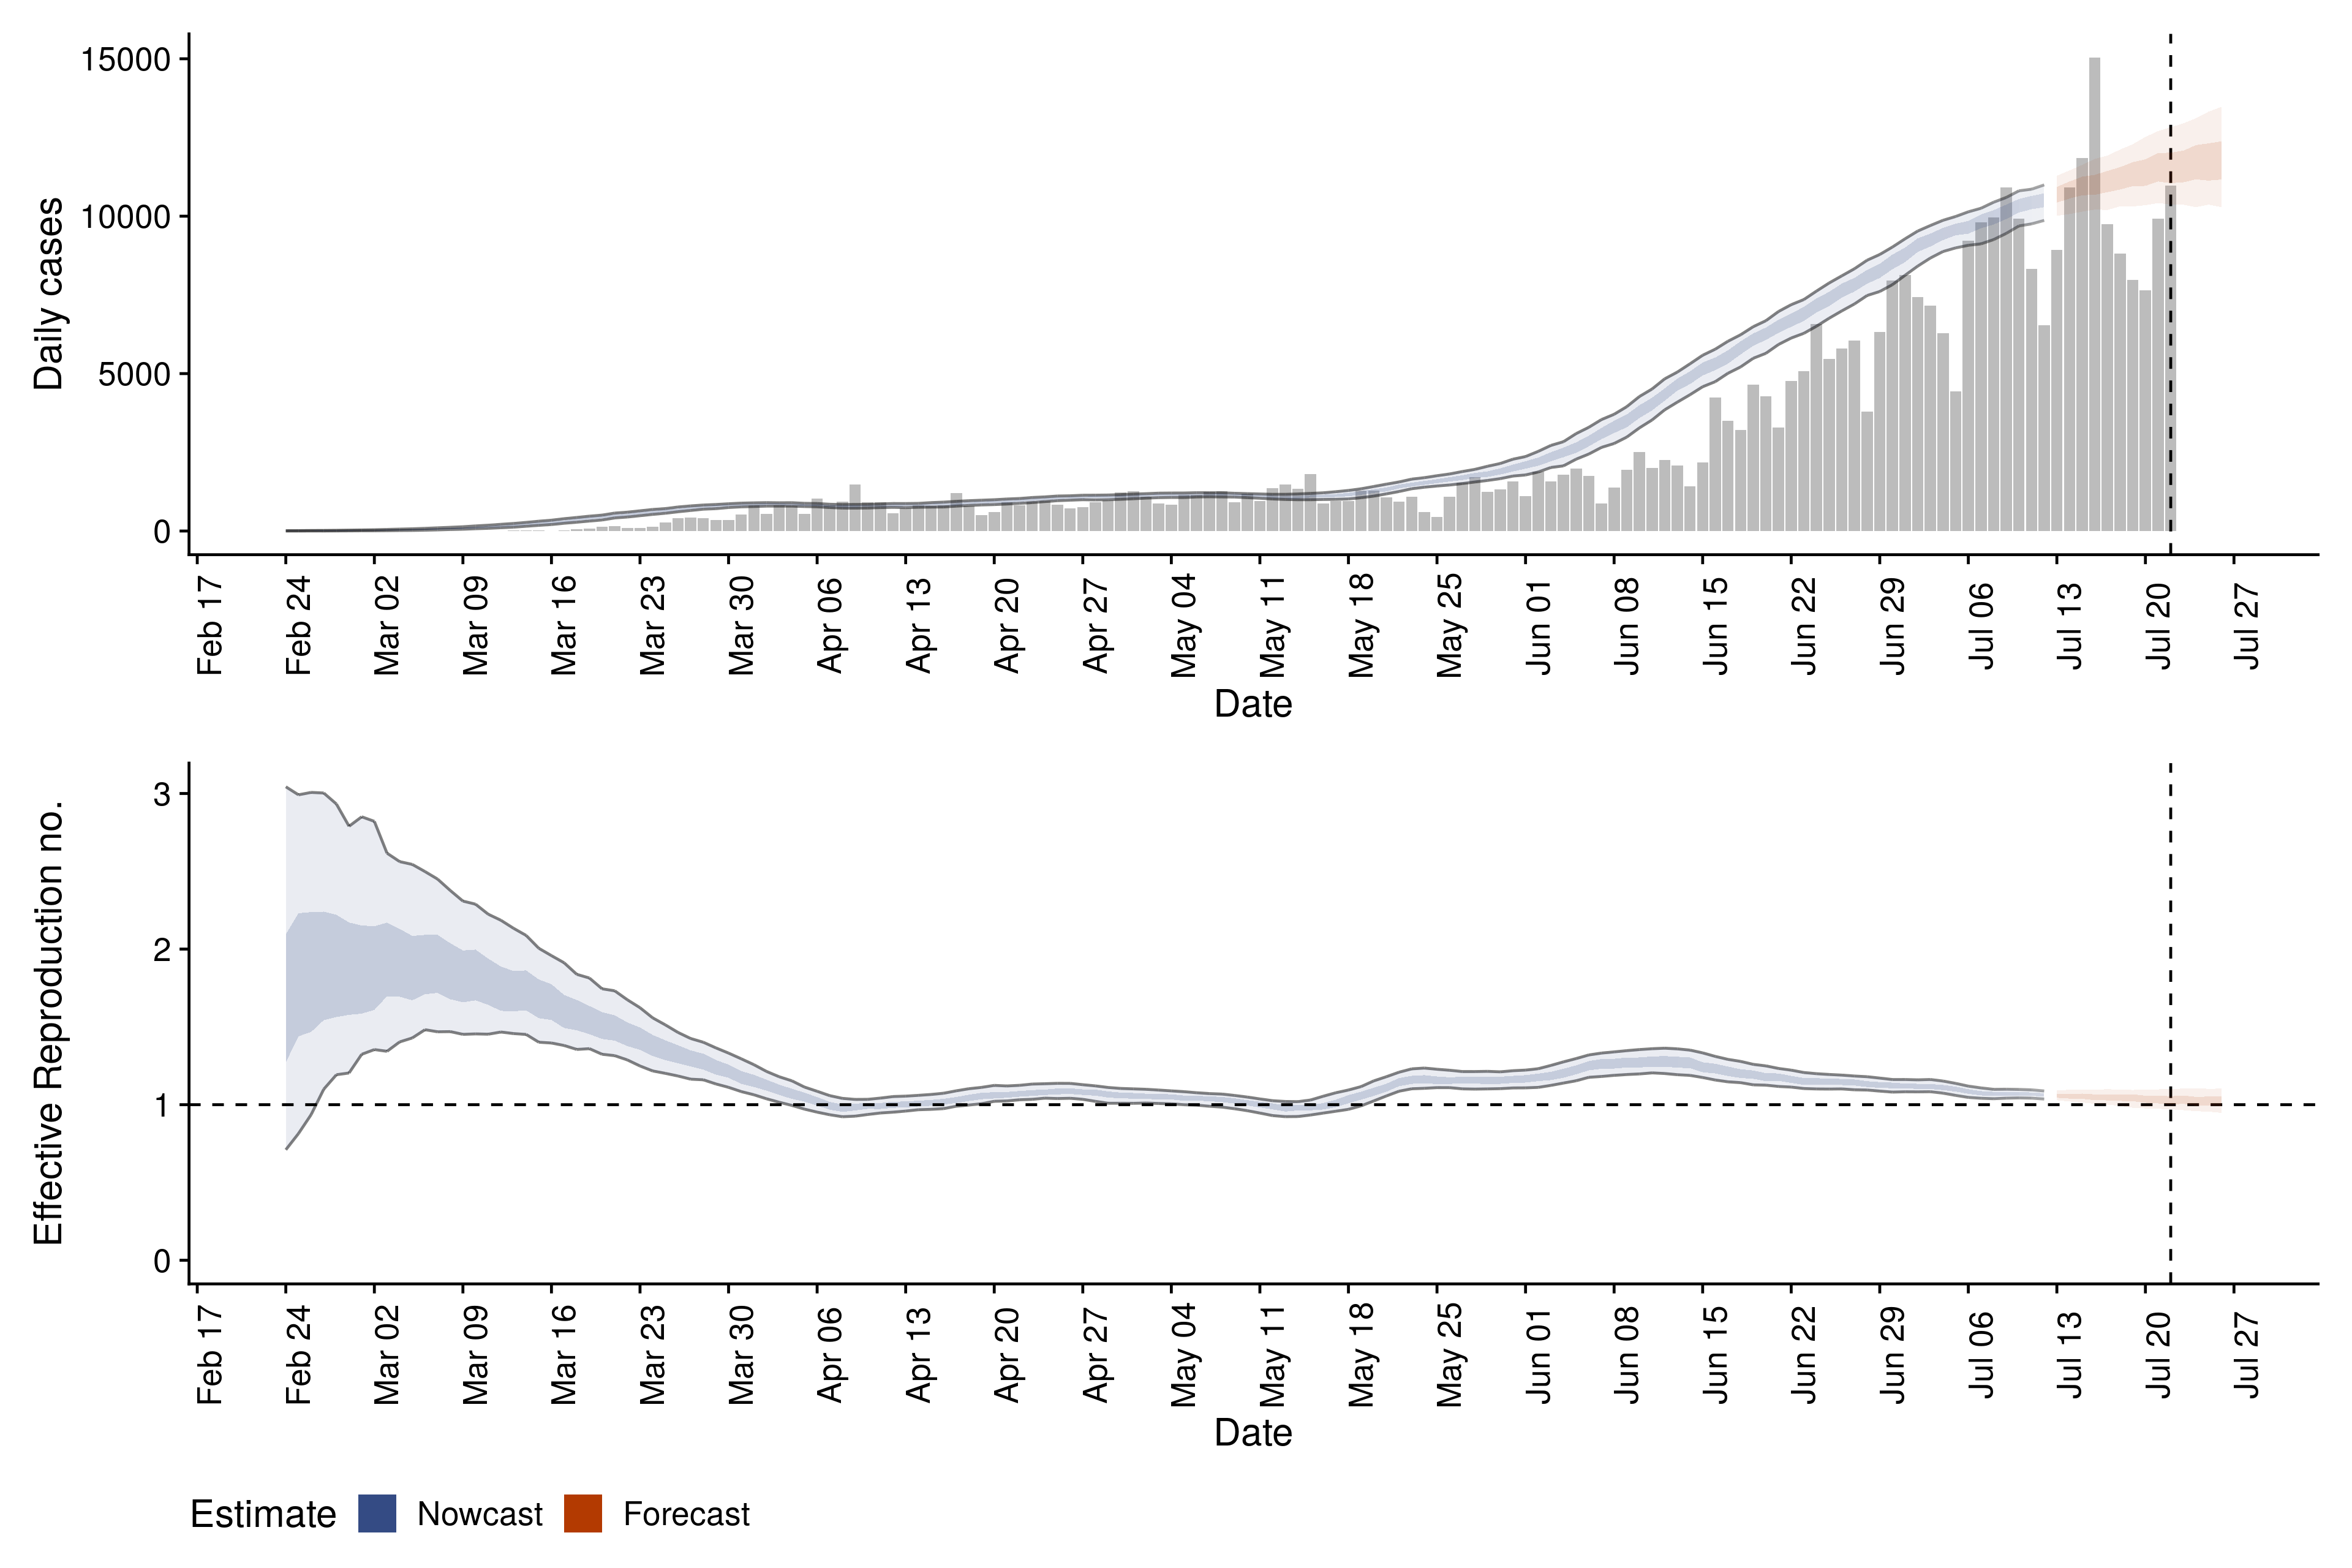 Daily cases
15000
10000
5000
0
Feb 17
Feb 24
Mar 02
Mar 09
Mar 16
Mar 23
Mar 30
Apr 06
Apr 13
Apr 20
Apr 27
May 04
May 11
May 18
May 25
Jun 01
Jun 08
Jun 15
Jun 22
Jun 29
Jul 06
Jul 13
Jul 20
Jul 27
Date
Effective Reproduction no.
3
2
1
0
Feb 17
Feb 24
Mar 02
Mar 09
Mar 16
Mar 23
Mar 30
Apr 06
Apr 13
Apr 20
Apr 27
May 04
May 11
May 18
May 25
Jun 01
Jun 08
Jun 15
Jun 22
Jun 29
Jul 06
Jul 13
Jul 20
Jul 27
Date
Estimate Nowcast Forecast